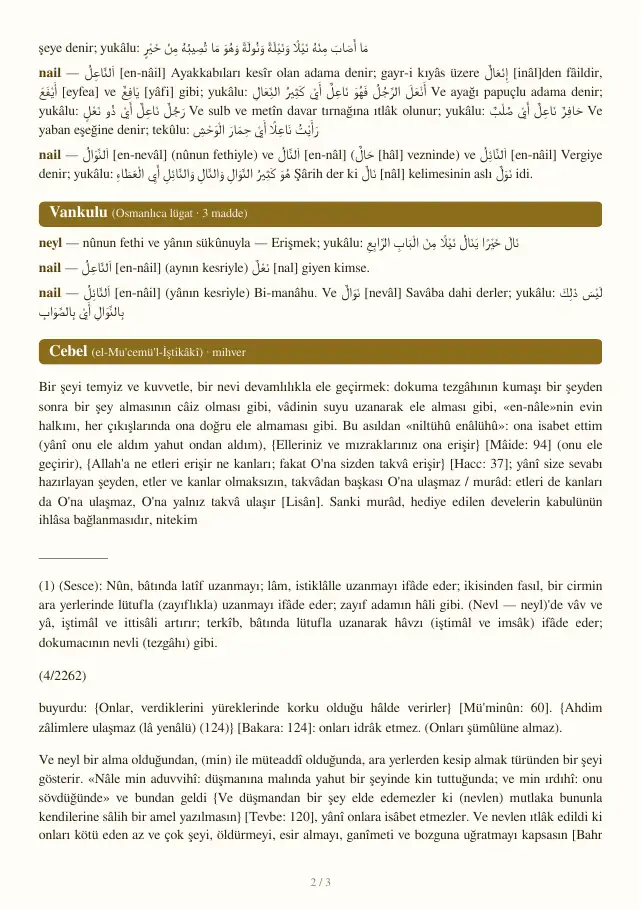 şeye denir; yukâlu: مَا أَصَابَ مِنْهُ نَيْلًا وَنَيْلَةً وَنُولَةً وَهُوَ مَا تُصِيبُهُ مِنْ خَيْرٍ
nail — اَلنَّاعِلُ [en-nâil] Ayakkabıları kesîr olan adama denir; gayr-i kıyâs üzere إِنْعَالٌ [inâl]den fâildir,
أَيْفَعَ [eyfea] ve يَافِعٌ [yâfi] gibi; yukâlu: أَنْعَلَ الرَّجُلُ فَهُوَ نَاعِلٌ أَيْ كَثِيرُ النِّعَالِ Ve ayağı papuçlu adama denir;
yukâlu: رَجُلٌ نَاعِلٌ أَيْ ذُو نَعْلٍ Ve sulb ve metîn davar tırnağına ıtlâk olunur; yukâlu: حَافِرٌ نَاعِلٌ أَيْ صُلْبٌ Ve
yaban eşeğine denir; tekûlu: رَأَيْتُ نَاعِلًا أَيْ حِمَارَ الْوَحْشِ
nail — اَلنَّوَالُ [en-nevâl] (nûnun fethiyle) ve اَلنَّالُ [en-nâl] (حَالٌ [hâl] vezninde) ve اَلنَّائِلُ [en-nâil] Vergiye
denir; yukâlu: هُوَ كَثِيرُ النَّوَالِ وَالنَّالِ وَالنَّائِلِ أَيِ الْعَطَاءِ Şârih der ki نَالٌ [nâl] kelimesinin aslı نَوَلٌ idi.
Vankulu (Osmanlıca lügat · 3 madde)
neyl — nûnun fethi ve yânın sükûnuyla — Erişmek; yukâlu: نَالَ خَيْرًا يَنَالُ نَيْلًا مِنَ الْبَابِ الرَّابِعِ
nail — اَلنَّاعِلُ [en-nâil] (aynın kesriyle) نَعْلٌ [nal] giyen kimse.
nail — اَلنَّائِلُ [en-nâil] (yânın kesriyle) Bi-manâhu. Ve نَوَالٌ [nevâl] Savâba dahi derler; yukâlu: لَيْسَ ذٰلِكَ
بِالنَّوَالِ أَيْ بِالصَّوَابِ
Cebel (el-Mu'cemü'l-İştikâkî) · mihver
Bir şeyi temyiz ve kuvvetle, bir nevi devamlılıkla ele geçirmek: dokuma tezgâhının kumaşı bir şeyden
sonra bir şey almasının câiz olması gibi, vâdinin suyu uzanarak ele alması gibi, «en-nâle»nin evin
halkını, her çıkışlarında ona doğru ele almaması gibi. Bu asıldan «niltühû enâlühû»: ona isabet ettim
(yânî onu ele aldım yahut ondan aldım), {Elleriniz ve mızraklarınız ona erişir} [Mâide: 94] (onu ele
geçirir), {Allah'a ne etleri erişir ne kanları; fakat O'na sizden takvâ erişir} [Hacc: 37]; yânî size sevabı
hazırlayan şeyden, etler ve kanlar olmaksızın, takvâdan başkası O'na ulaşmaz / murâd: etleri de kanları
da O'na ulaşmaz, O'na yalnız takvâ ulaşır [Lisân]. Sanki murâd, hediye edilen develerin kabulünün
ihlâsa bağlanmasıdır, nitekim
(1) (Sesce): Nûn, bâtında latîf uzanmayı; lâm, istiklâlle uzanmayı ifâde eder; ikisinden fasıl, bir cirmin
ara yerlerinde lütufla (zayıflıkla) uzanmayı ifâde eder; zayıf adamın hâli gibi. (Nevl — neyl)'de vâv ve
yâ, iştimâl ve ittisâli artırır; terkîb, bâtında lütufla uzanarak hâvzı (iştimâl ve imsâk) ifâde eder;
dokumacının nevli (tezgâhı) gibi.
(4/2262)
buyurdu: {Onlar, verdiklerini yüreklerinde korku olduğu hâlde verirler} [Mü'minûn: 60]. {Ahdim
zâlimlere ulaşmaz (lâ yenâlü) (124)} [Bakara: 124]: onları idrâk etmez. (Onları şümûlüne almaz).
Ve neyl bir alma olduğundan, (min) ile müteaddî olduğunda, ara yerlerden kesip almak türünden bir şeyi
gösterir. «Nâle min aduvvihî: düşmanına malında yahut bir şeyinde kin tuttuğunda; ve min ırdıhî: onu
sövdüğünde» ve bundan geldi {Ve düşmandan bir şey elde edemezler ki (nevlen) mutlaka bununla
kendilerine sâlih bir amel yazılmasın} [Tevbe: 120], yânî onlara isâbet etmezler. Ve nevlen ıtlâk edildi ki
onları kötü eden az ve çok şeyi, öldürmeyi, esir almayı, ganîmeti ve bozguna uğratmayı kapsasın [Bahr
2 / 3